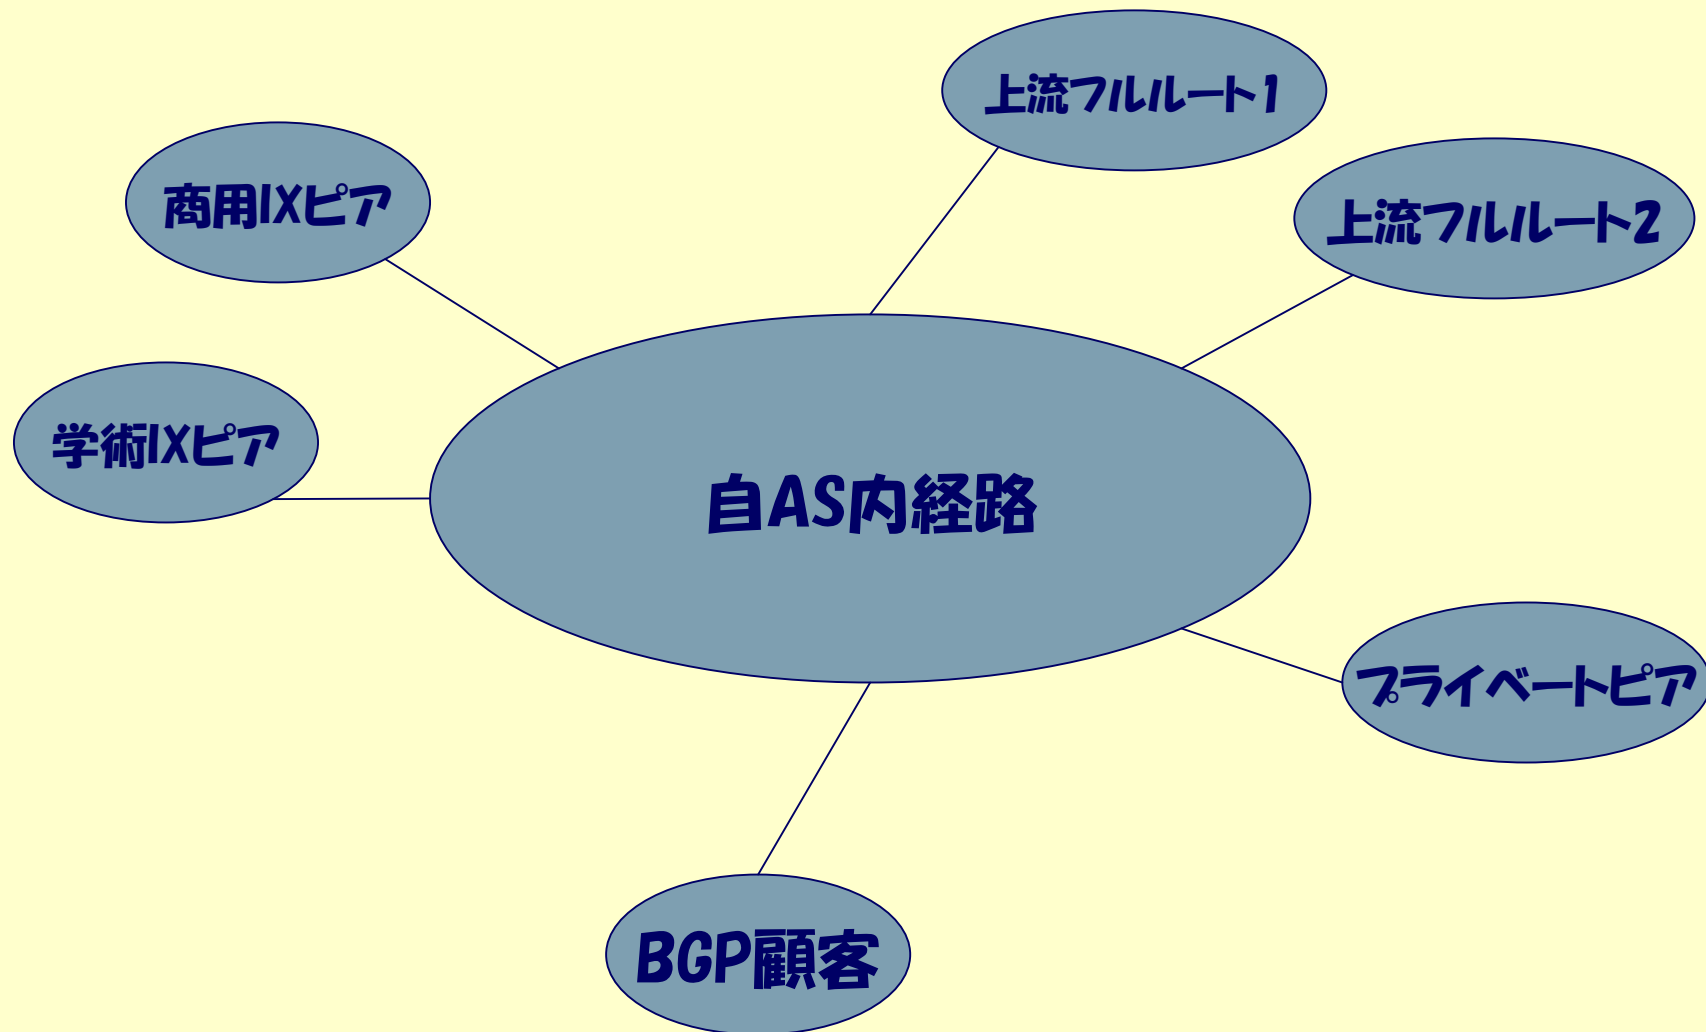 上流フルルート1
商用IXピア
上流フルルート2
学術IXピア
自AS内経路
プライベートピア
BGP顧客